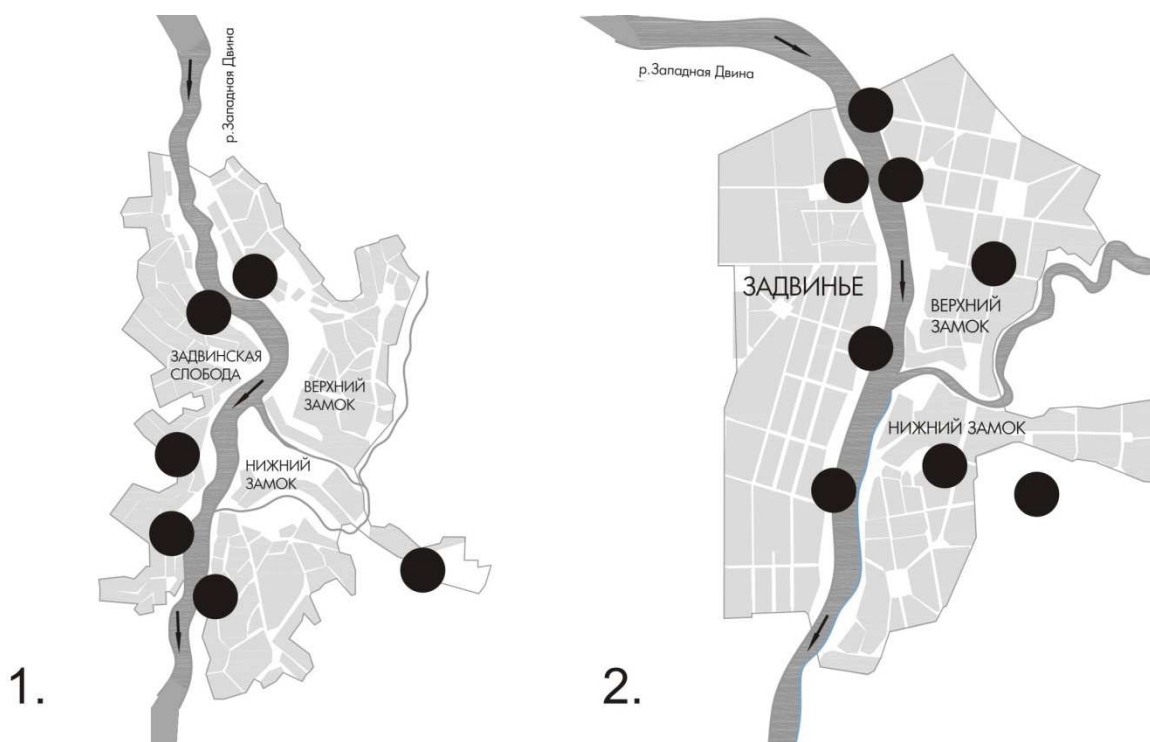 р.Западная Двина
ЗАДВИНСКАЯ
СЛОБОДА
ВЕРХНИЙ
ЗАМОК
НИЖНИЙ
ЗАМОК
1.
р.Западная Двина
ЗАДВИНЬЕ
ВЕРХНИЙ
ЗАМОК
НИЖНИЙ ЗАМОК
2.